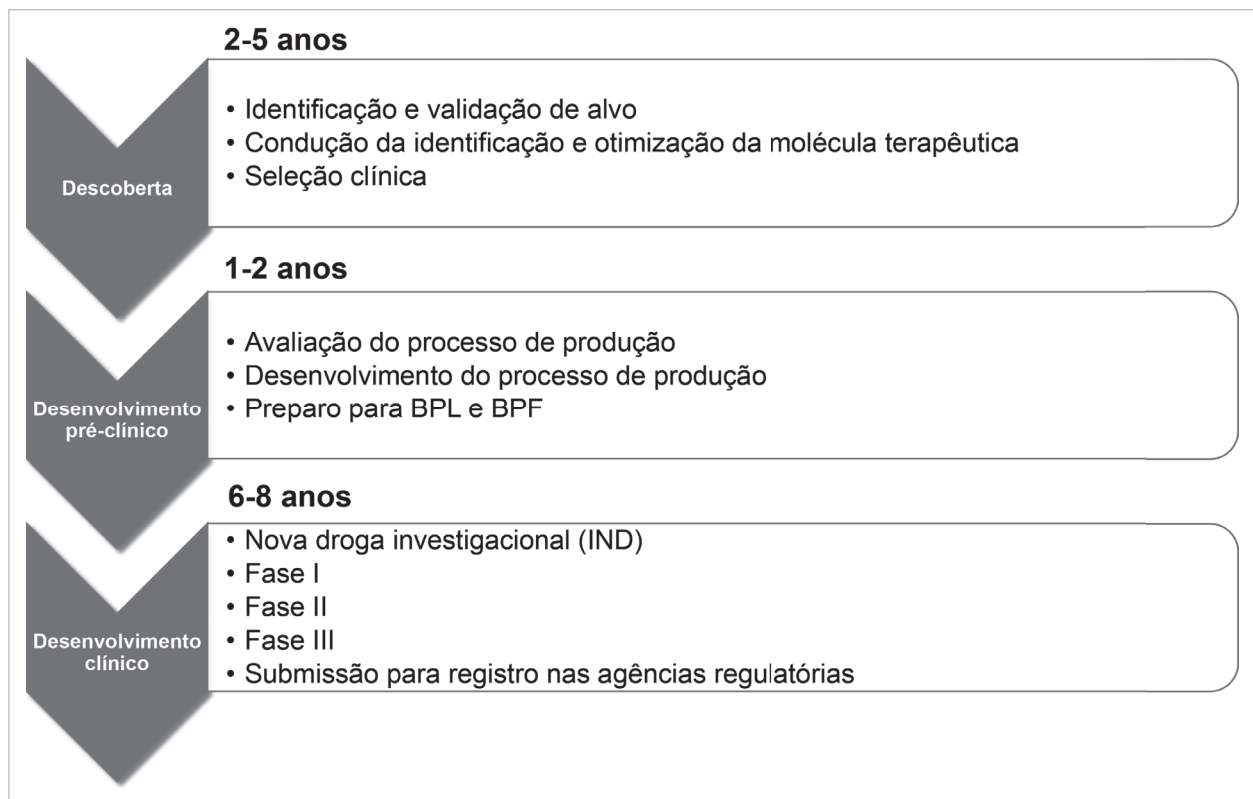 2-5 anos
Descoberta
• Identificação e validação de alvo
• Condução da identificação e otimização da molécula terapêutica
• Seleção clínica
1-2 anos
Desenvolvimento
pré-clínico
• Avaliação do processo de produção
• Desenvolvimento do processo de produção
• Preparo para BPL e BPF
6-8 anos
Desenvolvimento
clínico
• Nova droga investigacional (IND)
• Fase I
• Fase II
• Fase III
• Submissão para registro nas agências regulatórias